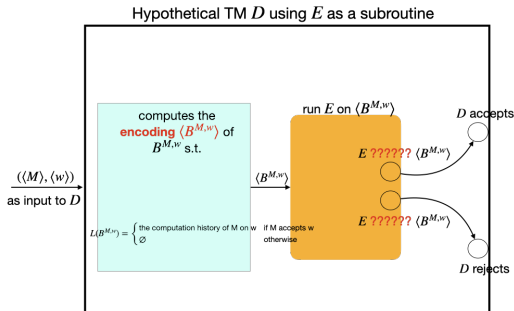 Hypothetical TM D using E as a subroutine
computes the
encoding ⟨B^{M,w}⟩ of
B^{M,w} s.t.
L(B^{M,w}) = { the computation history of M on w if M accepts w
∅ otherwise
(⟨M⟩, ⟨w⟩)
as input to D
⟨B^{M,w}⟩
run E on ⟨B^{M,w}⟩
E ?????? ⟨B^{M,w}⟩
E ?????? ⟨B^{M,w}⟩
D accepts
D rejects